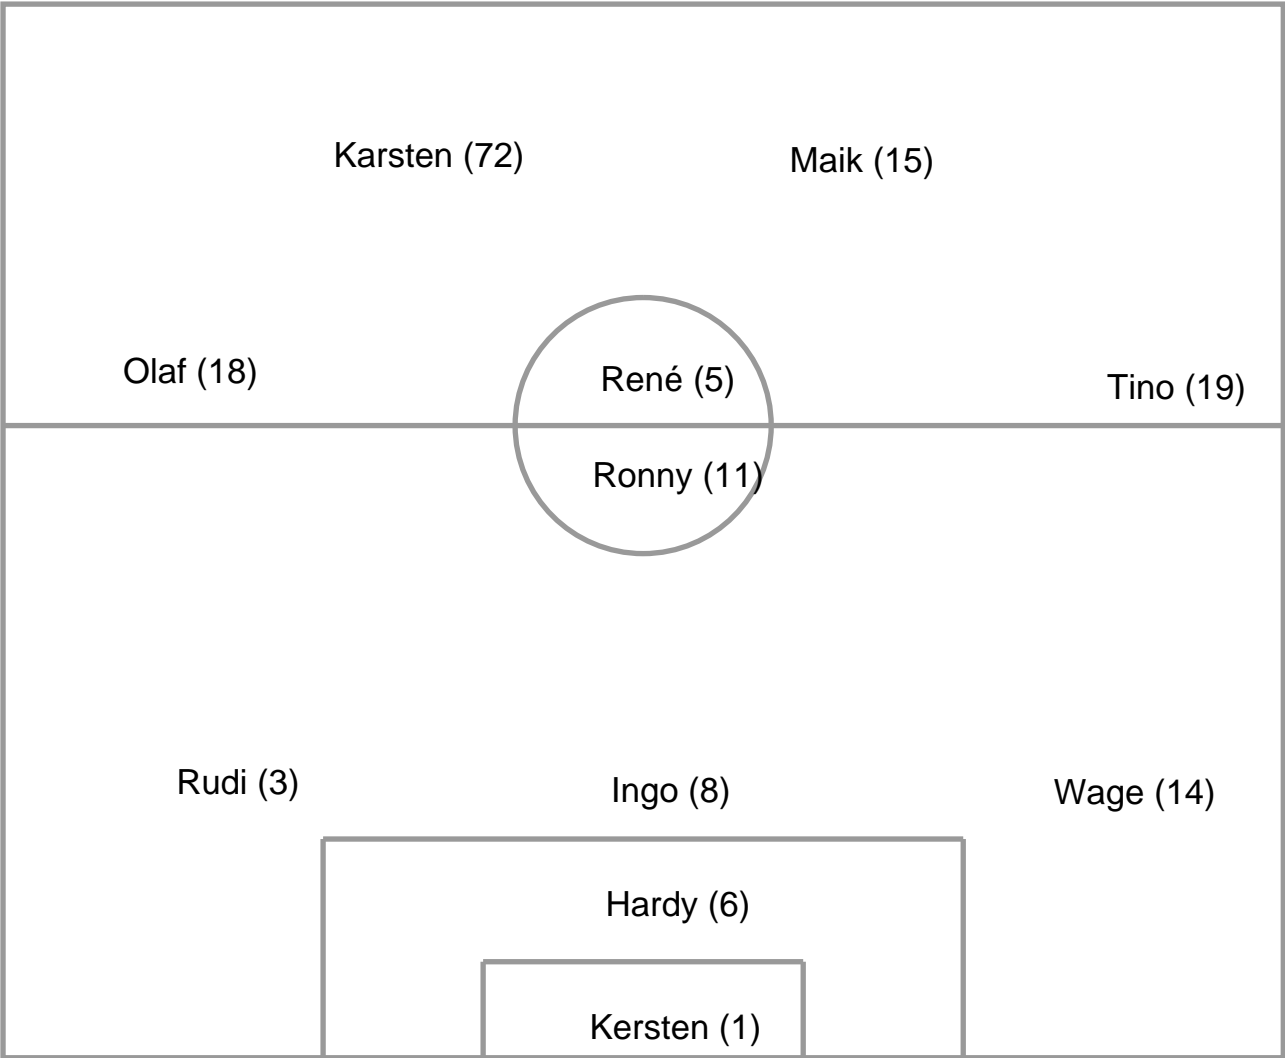 Karsten (72)
Maik (15)
Olaf (18)
René (5)
Tino (19)
Ronny (11)
Rudi (3)
Ingo (8)
Wage (14)
Hardy (6)
Kersten (1)